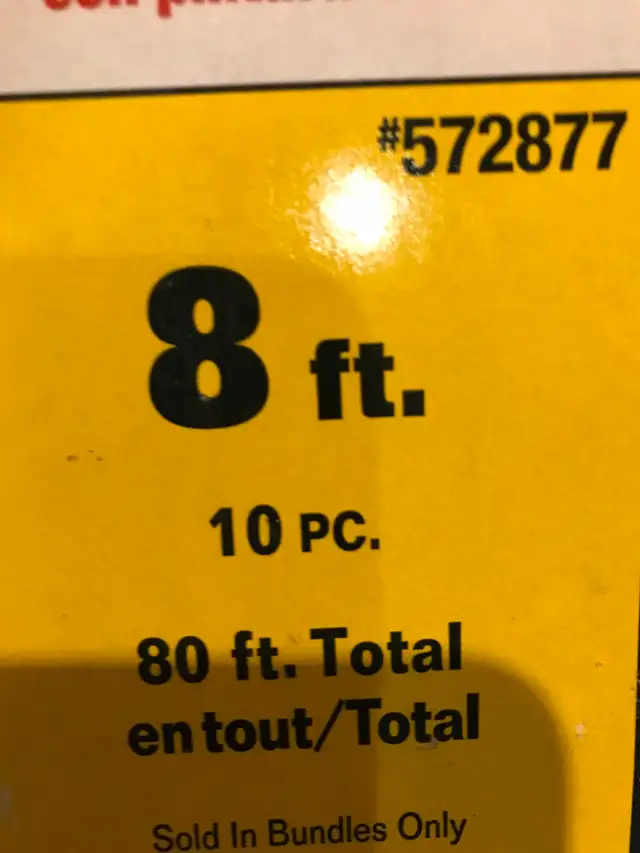 #572877
8 ft.
10 PC.
80 ft. Total
en tout/Total
Sold In Bundles Only